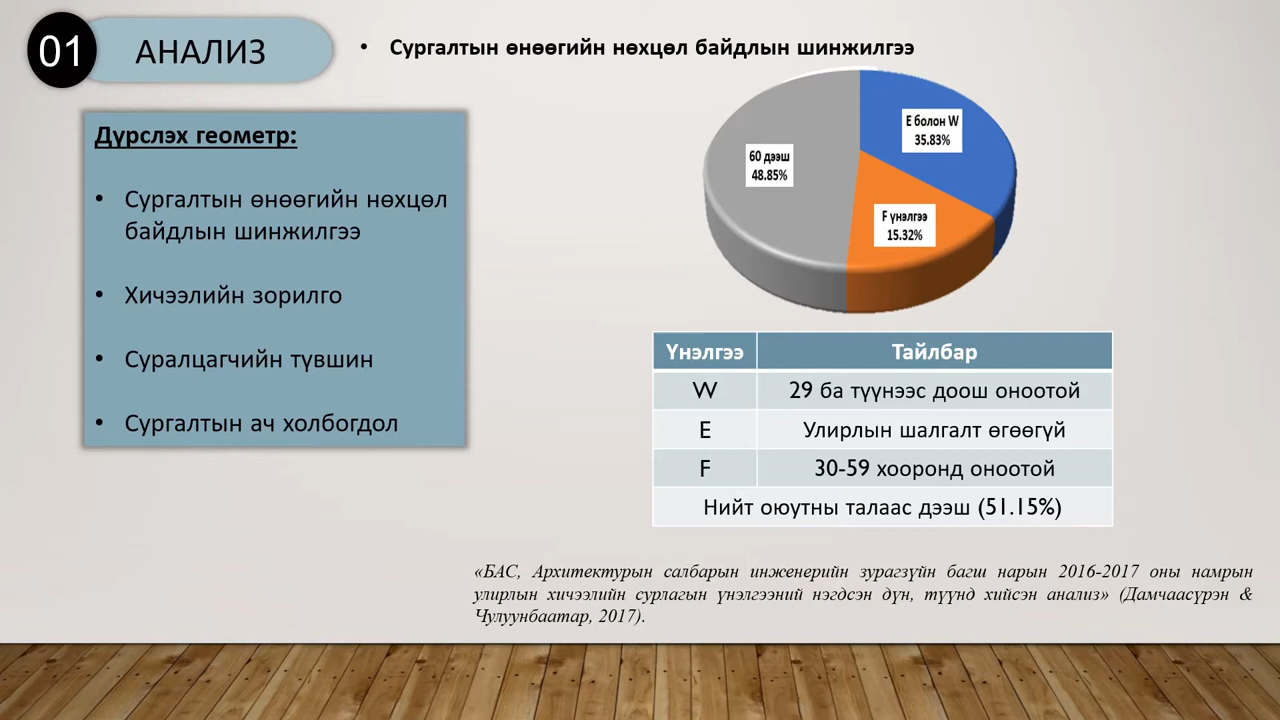 01
АНАЛИЗ
• Сургалтын өнөөгийн нөхцөл байдлын шинжилгээ
Дүрслэх геометр:
• Сургалтын өнөөгийн нөхцөл
байдлын шинжилгээ
• Хичээлийн зорилго
• Суралцагчийн түвшин
• Сургалтын ач холбогдол
E болон W
35.83%
60 дээш
48.85%
F үнэлгээ
15.32%
Үнэлгээ Тайлбар
W 29 ба түүнээс доош оноотой
E Улирлын шалгалт өгөөгүй
F 30-59 хооронд оноотой
Нийт оюутны талаас дээш (51.15%)
«БАС, Архитектурын салбарын инженерийн зурагзүйн багш нарын 2016-2017 оны намрын
улирлын хичээлийн сурлагын үнэлгээний нэгдсэн дүн, түүнд хийсэн анализ» (Дамчаасүрэн &
Чулуунбаатар, 2017).